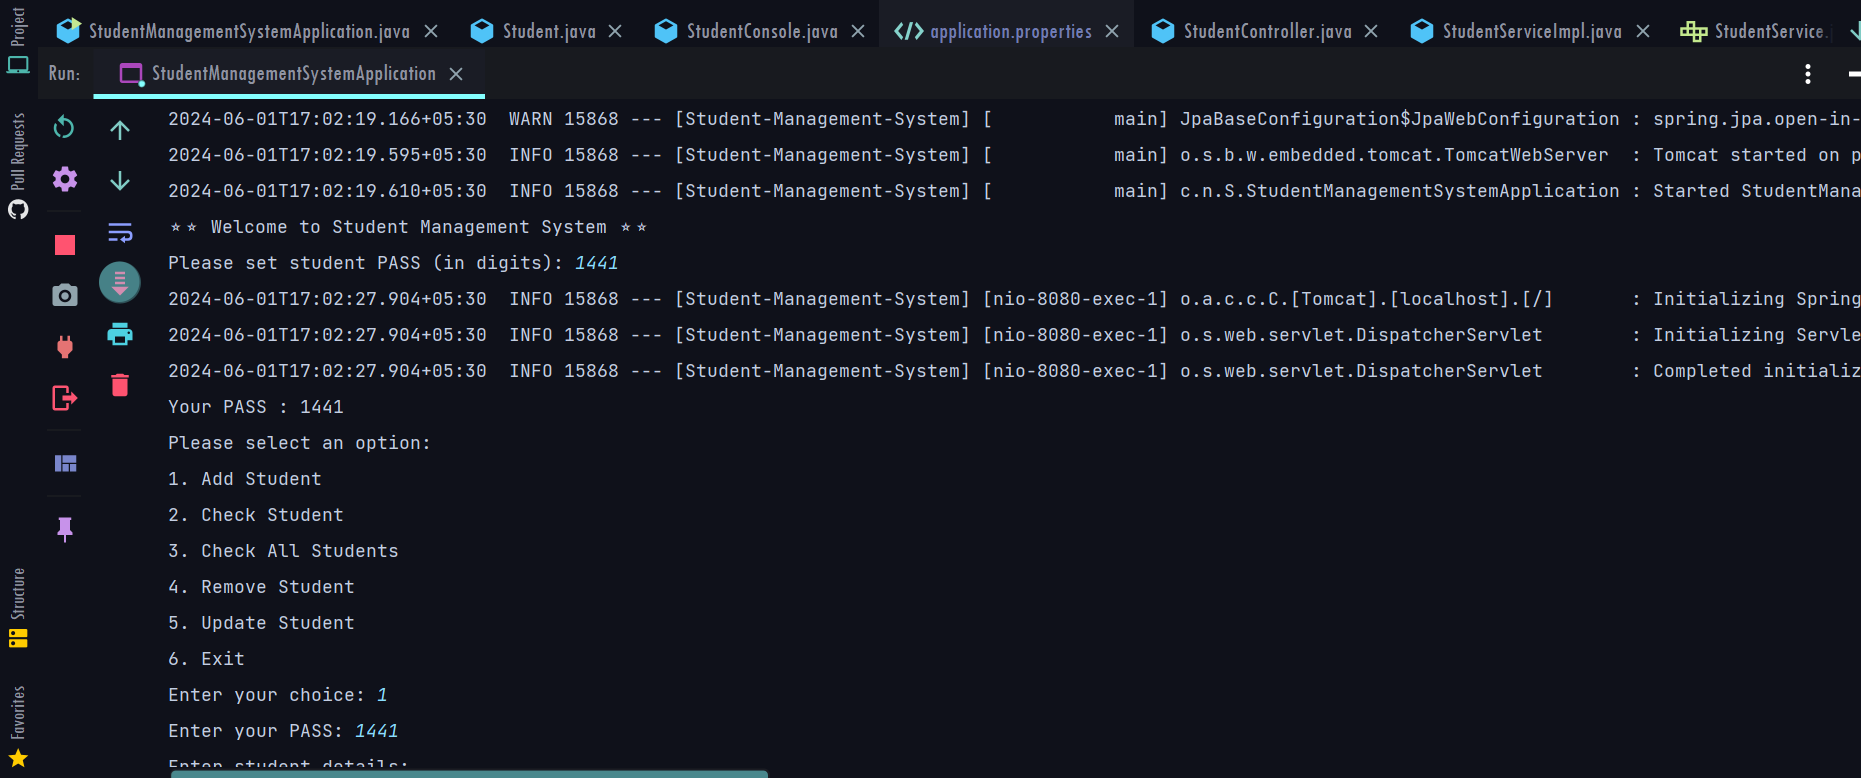 Project
StudentManagementSystemApplication.java
Student.java
StudentConsole.java
application.properties
StudentController.java
StudentServiceImpl.java
StudentService.
Run:
StudentManagementSystemApplication
Pull Requests
Structure
Favorites
2024-06-01T17:02:19.166+05:30  WARN 15868 --- [Student-Management-System] [           main] JpaBaseConfiguration$JpaWebConfiguration : spring.jpa.open-in-
2024-06-01T17:02:19.595+05:30  INFO 15868 --- [Student-Management-System] [           main] o.s.b.w.embedded.tomcat.TomcatWebServer  : Tomcat started on p
2024-06-01T17:02:19.610+05:30  INFO 15868 --- [Student-Management-System] [           main] c.n.S.StudentManagementSystemApplication : Started StudentMana
⭐⭐ Welcome to Student Management System ⭐⭐
Please set student PASS (in digits): 1441
2024-06-01T17:02:27.904+05:30  INFO 15868 --- [Student-Management-System] [nio-8080-exec-1] o.a.c.c.C.[Tomcat].[localhost].[/]       : Initializing Spring
2024-06-01T17:02:27.904+05:30  INFO 15868 --- [Student-Management-System] [nio-8080-exec-1] o.s.web.servlet.DispatcherServlet        : Initializing Servle
2024-06-01T17:02:27.904+05:30  INFO 15868 --- [Student-Management-System] [nio-8080-exec-1] o.s.web.servlet.DispatcherServlet        : Completed initializ
Your PASS : 1441
Please select an option:
1. Add Student
2. Check Student
3. Check All Students
4. Remove Student
5. Update Student
6. Exit
Enter your choice: 1
Enter your PASS: 1441
Enter student details: